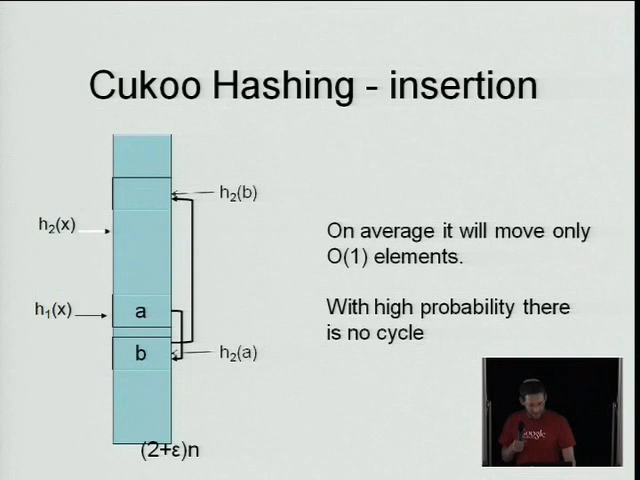 Cukoo Hashing - insertion
h₂(b)
h₂(x)
On average it will move only
O(1) elements.
h₁(x)
a
With high probability there
is no cycle
b
h₂(a)
Google
(2+ε)n